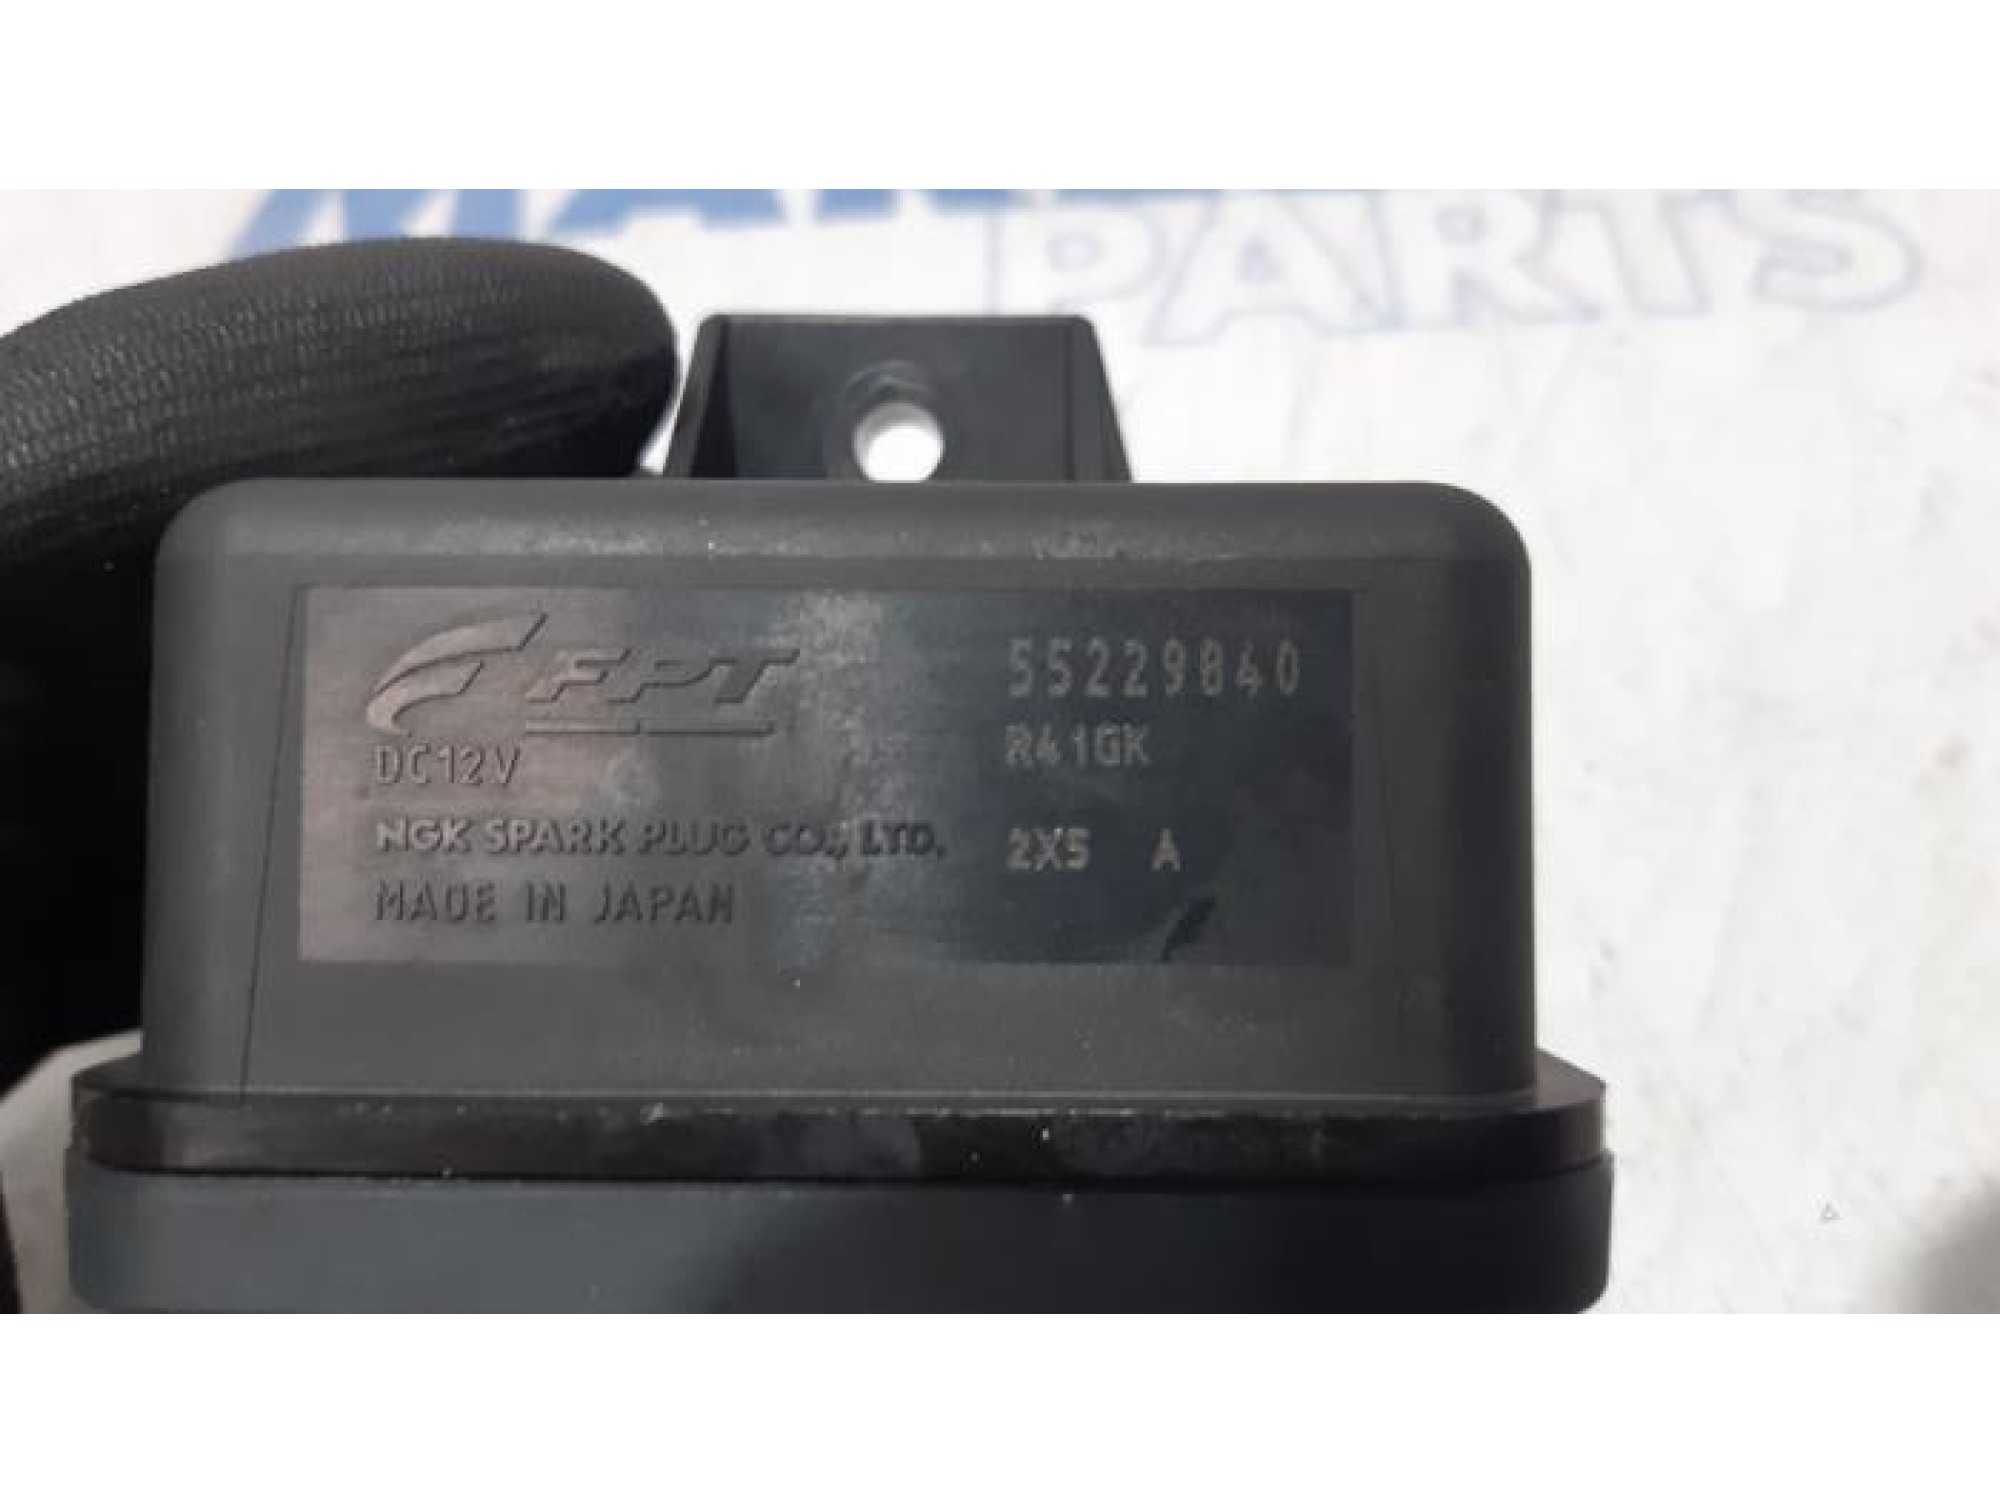 PARTS
FPT
55229840
DC12V
R41GK
NGK SPARK PLUG CO., LTD.
2X5 A
MADE IN JAPAN